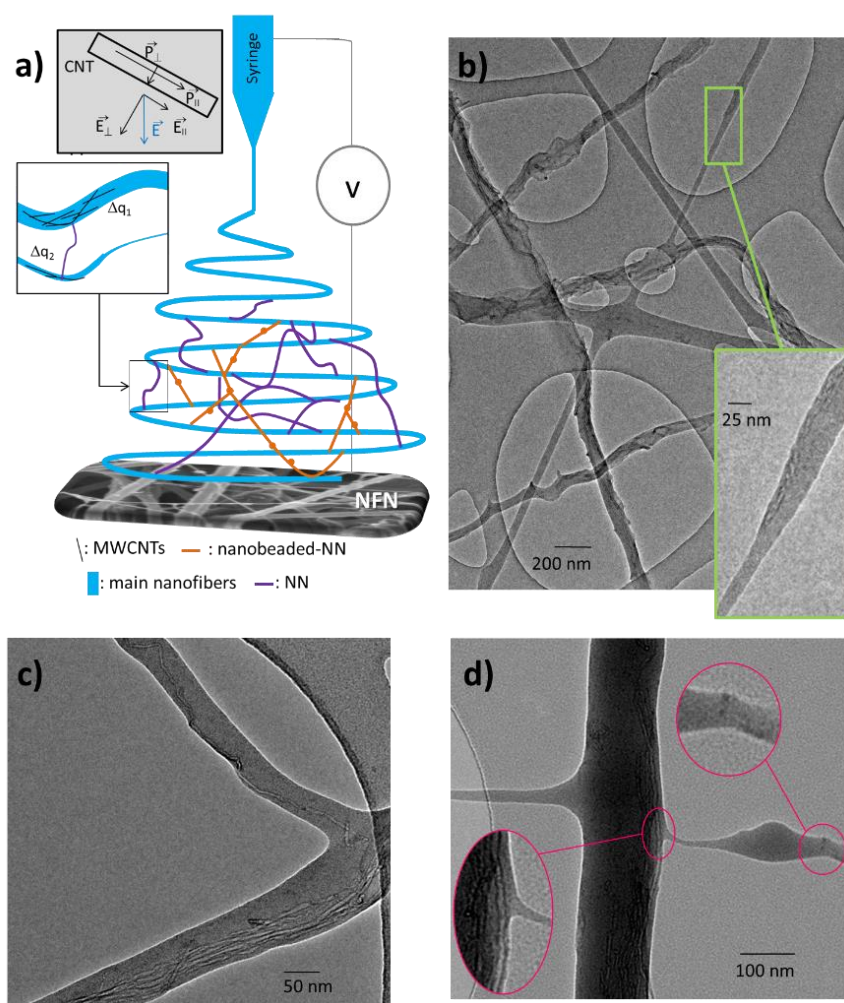 a)
CNT
P⊥
P||
E⊥
E
E||
Syringe
V
Δq1
Δq2
NFN
\: MWCNTs — : nanobeaded-NN
: main nanofibers — : NN
b)
25 nm
200 nm
c)
50 nm
d)
100 nm